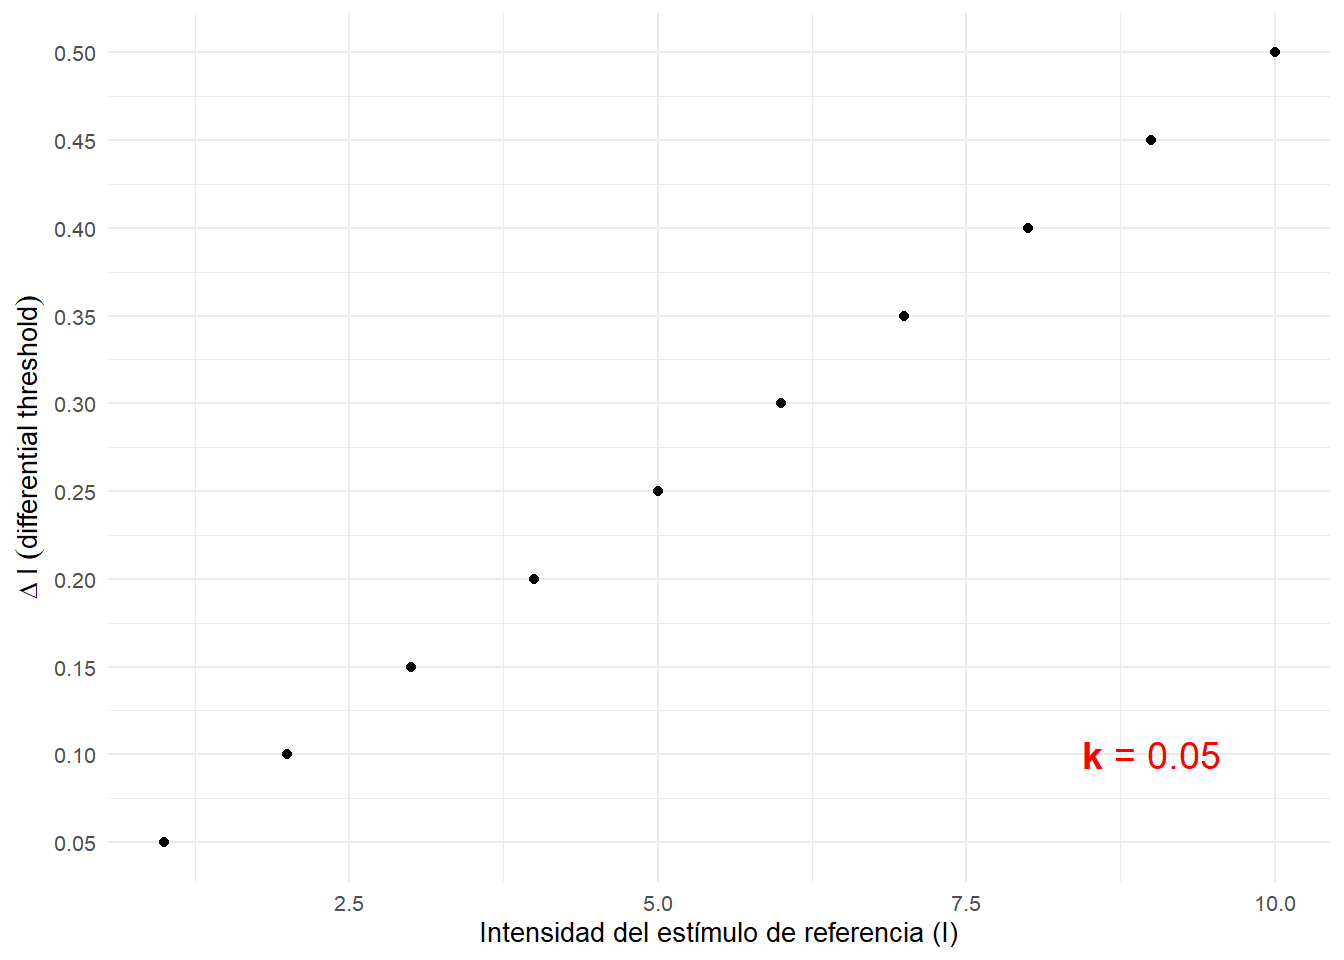 0.50
0.45
0.40
0.35
0.30
0.25
0.20
0.15
0.10
0.05
Δ I (differential threshold)
k = 0.05
2.5 5.0 7.5 10.0
Intensidad del estímulo de referencia (I)